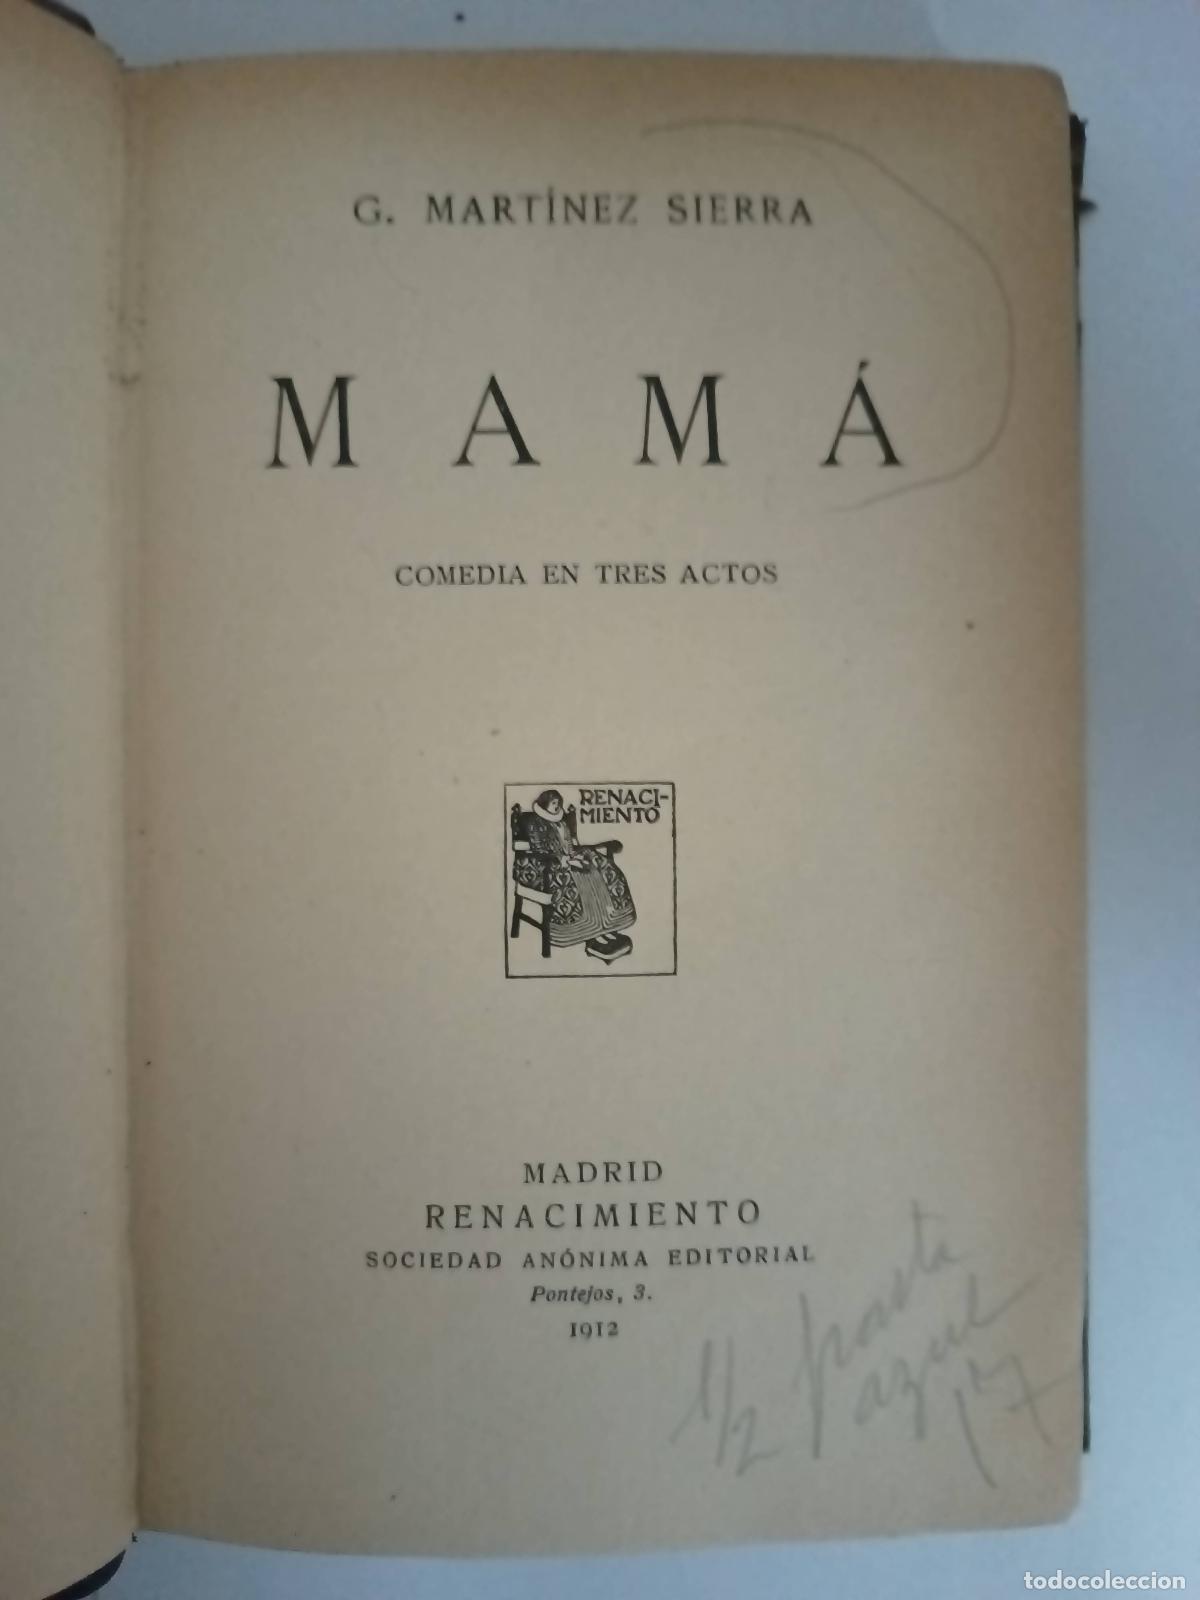 G. MARTÍNEZ SIERRA
MAMÁ
COMEDIA EN TRES ACTOS
RENACI-
MIENTO
MADRID
RENACIMIENTO
SOCIEDAD ANÓNIMA EDITORIAL
Pontejos, 3.
1912
1/2 pasta
azul
17
todocoleccion